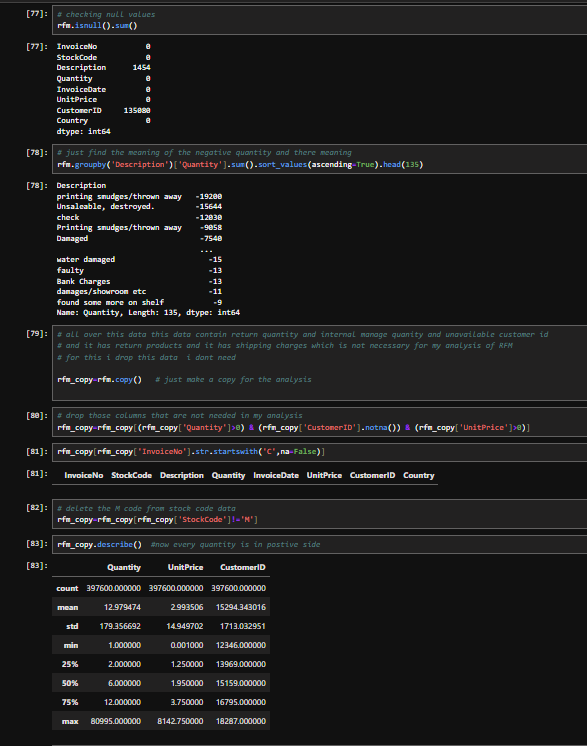 [77]: # checking null values
rfm.isnull().sum()
[77]: InvoiceNo 0
StockCode 0
Description 1454
Quantity 0
InvoiceDate 0
UnitPrice 0
CustomerID 135080
Country 0
dtype: int64
[78]: # just find the meaning of the negative quantity and there meaning
rfm.groupby('Description')['Quantity'].sum().sort_values(ascending=True).head(135)
[78]: Description
printing smudges/thrown away -19200
Unsaleable, destroyed. -15644
check -12030
Printing smudges/thrown away -9058
Damaged -7540
...
water damaged -15
faulty -13
Bank Charges -13
damages/showroom etc -11
found some more on shelf -9
Name: Quantity, Length: 135, dtype: int64
[79]: # all over this data this data contain return quantity and internal manage quanity and unavailable customer id
# and it has return products and it has shipping charges which is not necessary for my analysis of RFM
# for this i drop this data i dont need
rfm_copy=rfm.copy() # just make a copy for the analysis
[80]: # drop those columns that are not needed in my analysis
rfm_copy=rfm_copy[(rfm_copy['Quantity']>0) & (rfm_copy['CustomerID'].notna()) & (rfm_copy['UnitPrice']>0)]
[81]: rfm_copy[rfm_copy['InvoiceNo'].str.startswith('C',na=False)]
[81]: InvoiceNo StockCode Description Quantity InvoiceDate UnitPrice CustomerID Country
[82]: # delete the M code from stock code data
rfm_copy=rfm_copy[rfm_copy['StockCode']!='M']
[83]: rfm_copy.describe() #now every quantity is in postive side
[83]: Quantity UnitPrice CustomerID
count 397600.000000 397600.000000 397600.000000
mean 12.979474 2.993506 15294.343016
std 179.356692 14.949702 1713.032951
min 1.000000 0.001000 12346.000000
25% 2.000000 1.250000 13969.000000
50% 6.000000 1.950000 15159.000000
75% 12.000000 3.750000 16795.000000
max 80995.000000 8142.750000 18287.000000